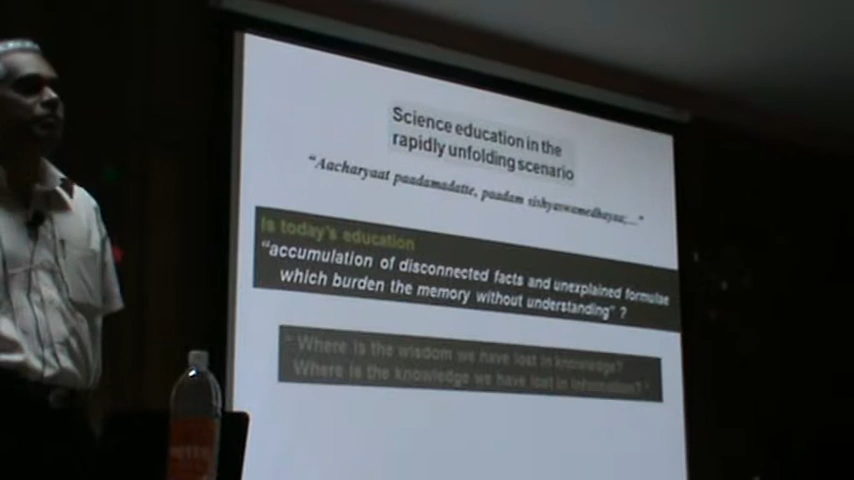 Science education in the
rapidly unfolding scenario
"Aacharyaat paadamadatte, paadam sishyaswamedhayaa;..."
Is today's education
"accumulation of disconnected facts and unexplained formulae
which burden the memory without understanding" ?
" Where is the wisdom we have lost in knowledge?
Where is the knowledge we have lost in information? "